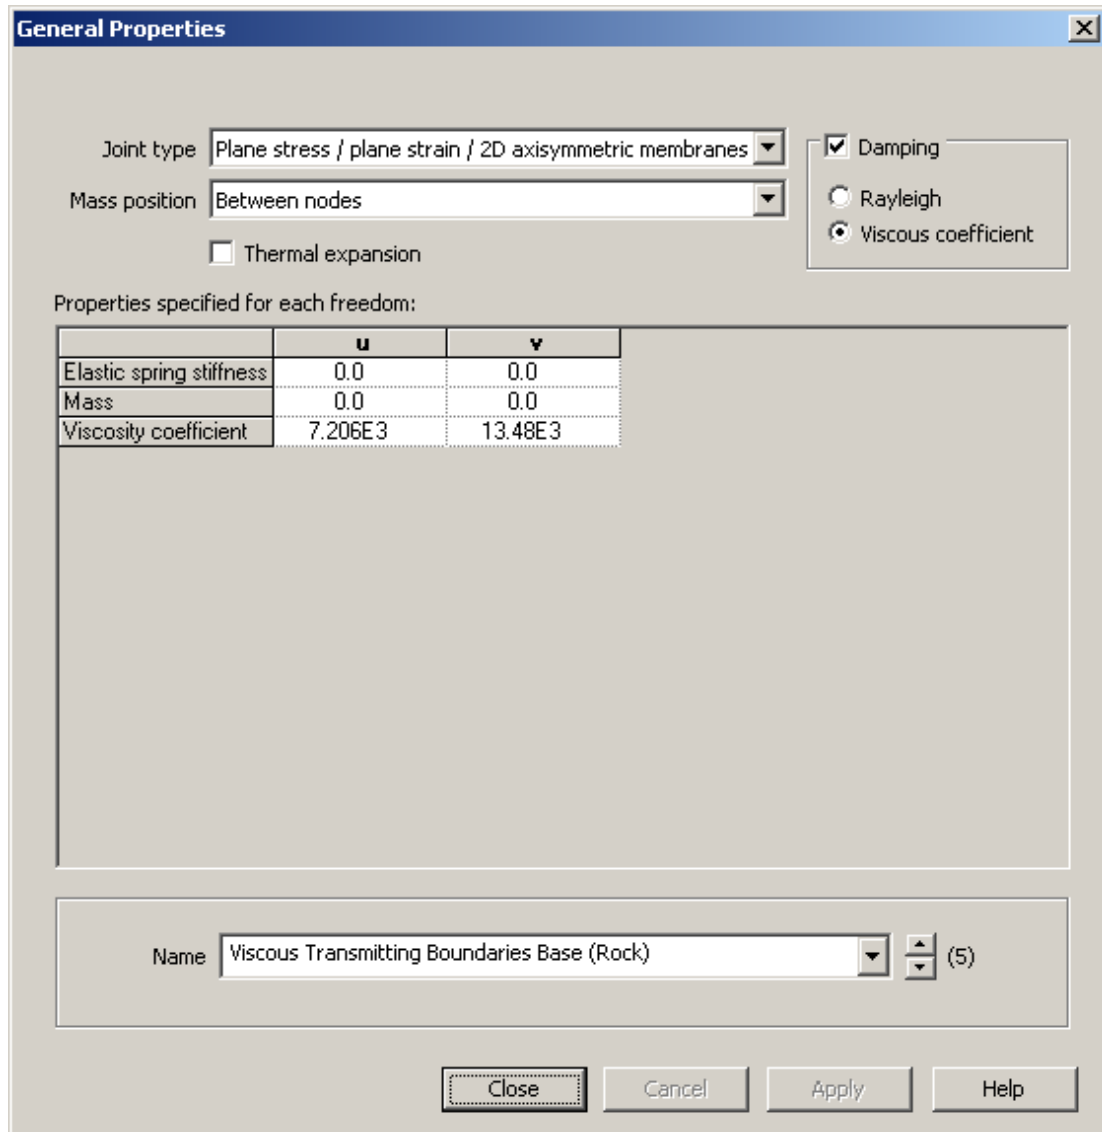 General Properties
Joint type Plane stress / plane strain / 2D axisymmetric membranes Damping
Mass position Between nodes Rayleigh
Viscous coefficient
Thermal expansion
Properties specified for each freedom:
u v
Elastic spring stiffness 0.0 0.0
Mass 0.0 0.0
Viscosity coefficient 7.206E3 13.48E3
Name Viscous Transmitting Boundaries Base (Rock) (5)
Close Cancel Apply Help